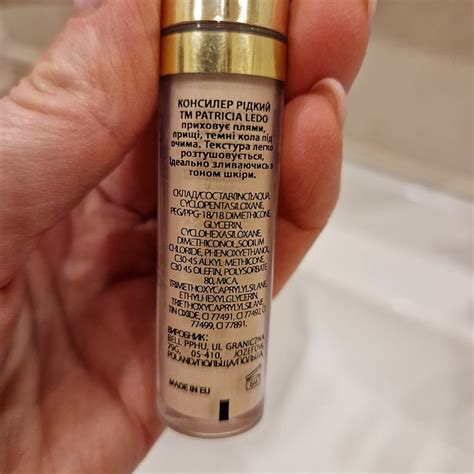 КОНСИЛЕР РІДКИЙ
TM PATRICIA LEDO
приховує плями,
прищі, темні кола під
очима. Текстура легко
розтушовується,
ідеально зливаючись з
тоном шкіри.
СКЛАД/СОСТАВ/INCI:AQUA,
CYCLOPENTASILOXANE,
PEG/PPG-18/18 DIMETHICONE,
GLYCERIN,
CYCLOHEXASILOXANE,
DIMETHICONOL, SODIUM
CHLORIDE, PHENOXYETHANOL,
C30-45 ALKYL METHICONE,
C30-45 OLEFIN, POLYSORBATE
80, MICA,
TRIMETHOXYCAPRYLYLSILANE,
ETHYLHEXYLGLYCERIN,
TRIETHOXYCAPRYLYLSILANE,
TIN OXIDE, CI 77491, CI 77492, CI
77499, CI 77891.
ВИРОБНИК:
BELL PPHU, UL GRANICZNA
79C, 05-410, JOZEFOW,
POLAND/ПОЛЬША
MADE IN EU